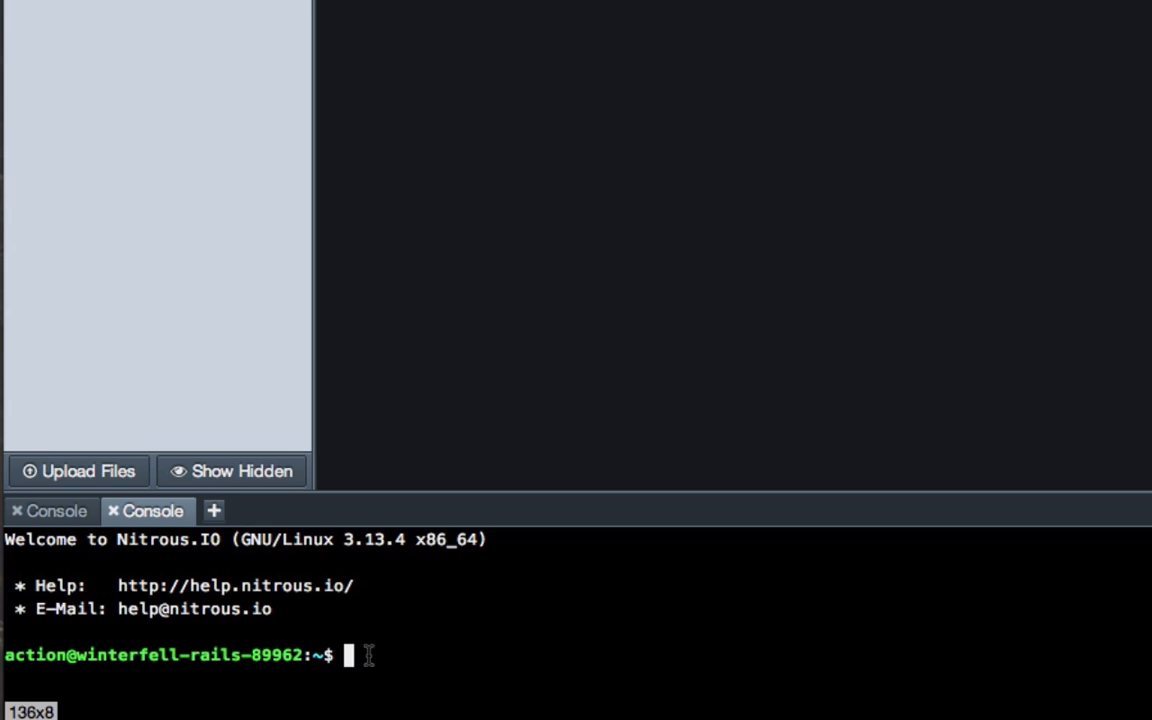 Upload Files Show Hidden
Console Console
Welcome to Nitrous.IO (GNU/Linux 3.13.4 x86_64)
* Help: http://help.nitrous.io/
* E-Mail: help@nitrous.io
action@winterfell-rails-89962:~$
136x8